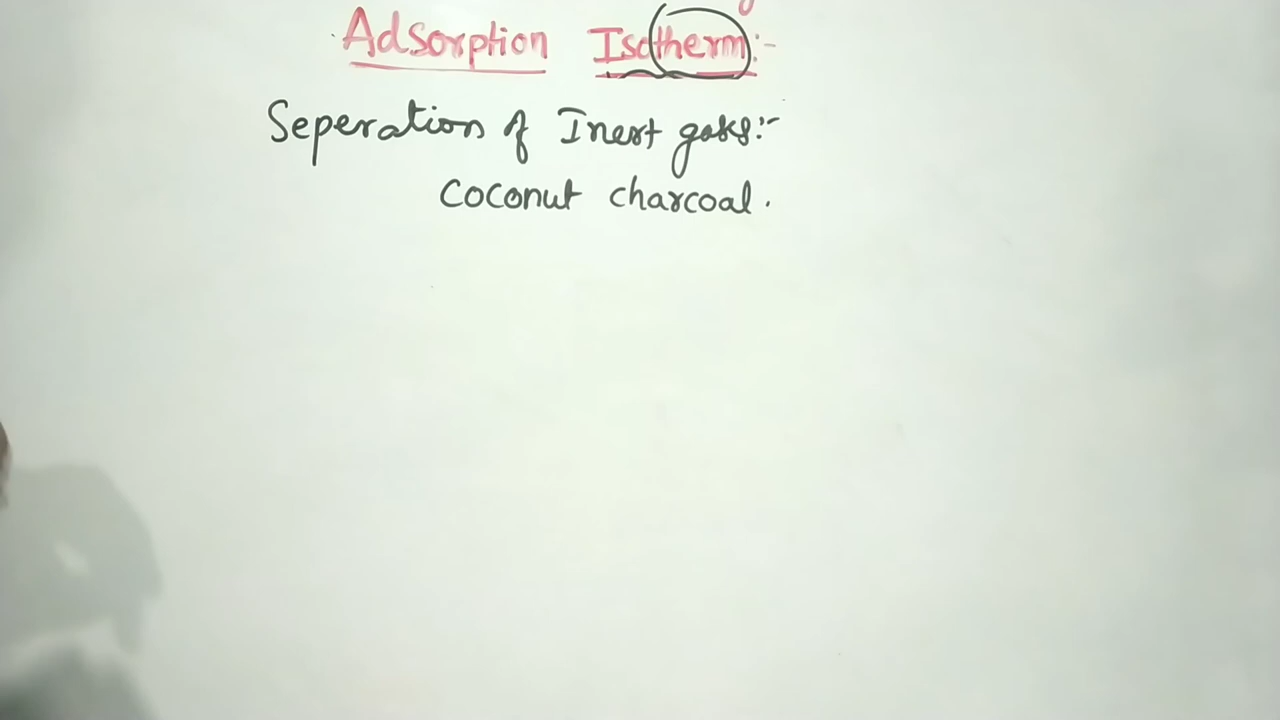 Adsorption Isotherm:-
Seperation of Inert gases:-
Coconut charcoal.